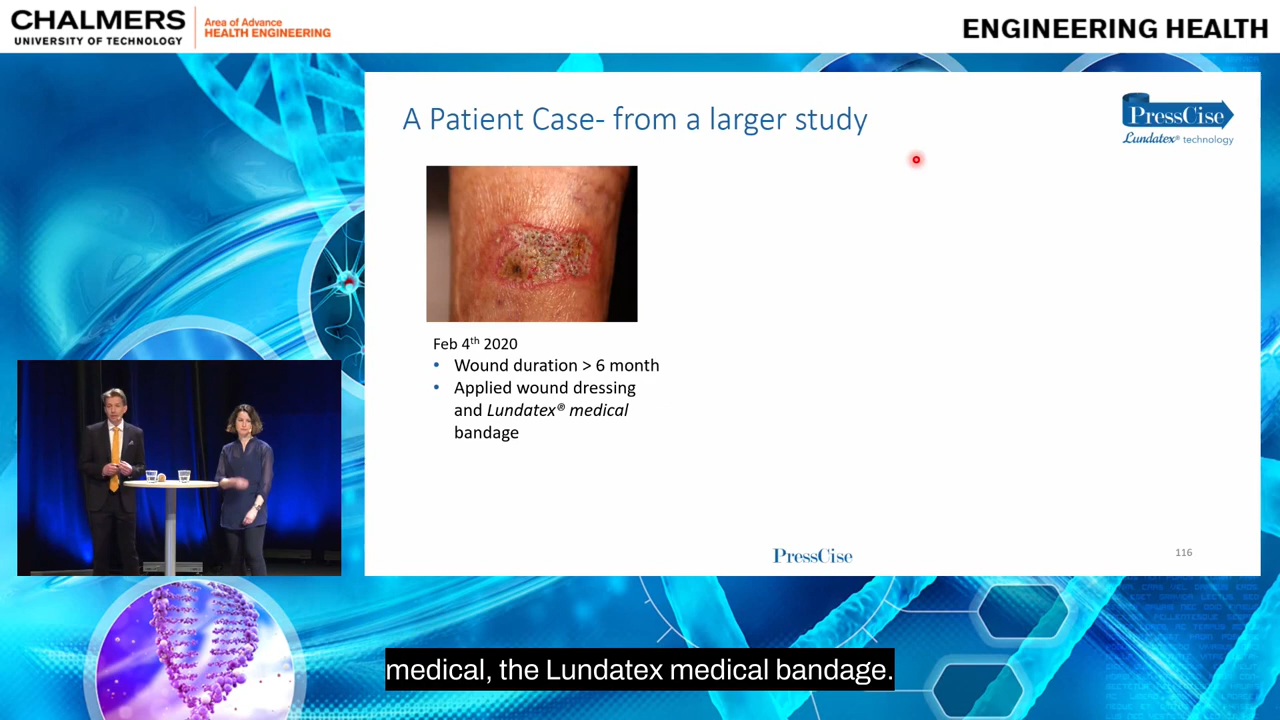 CHALMERS
UNIVERSITY OF TECHNOLOGY
Area of Advance
HEALTH ENGINEERING
ENGINEERING HEALTH
A Patient Case- from a larger study
PressCise
Lundatex® technology
Feb 4th 2020
• Wound duration > 6 month
• Applied wound dressing
and Lundatex® medical
bandage
PressCise
116
medical, the Lundatex medical bandage.